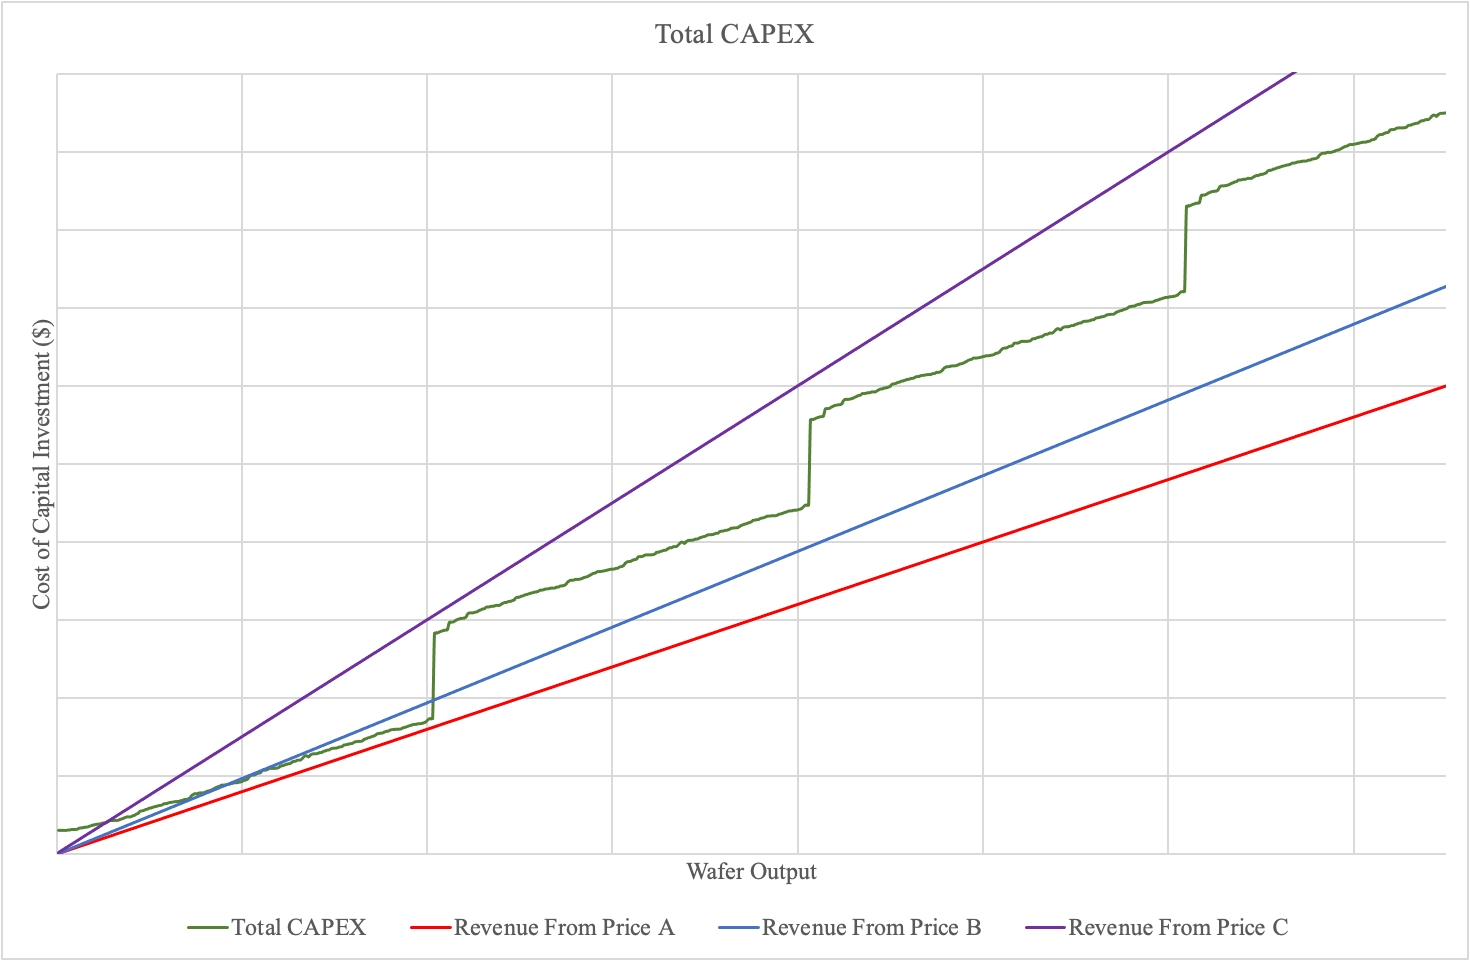 Total CAPEX
Cost of Capital Investment ($)
Wafer Output
Total CAPEX
Revenue From Price A
Revenue From Price B
Revenue From Price C